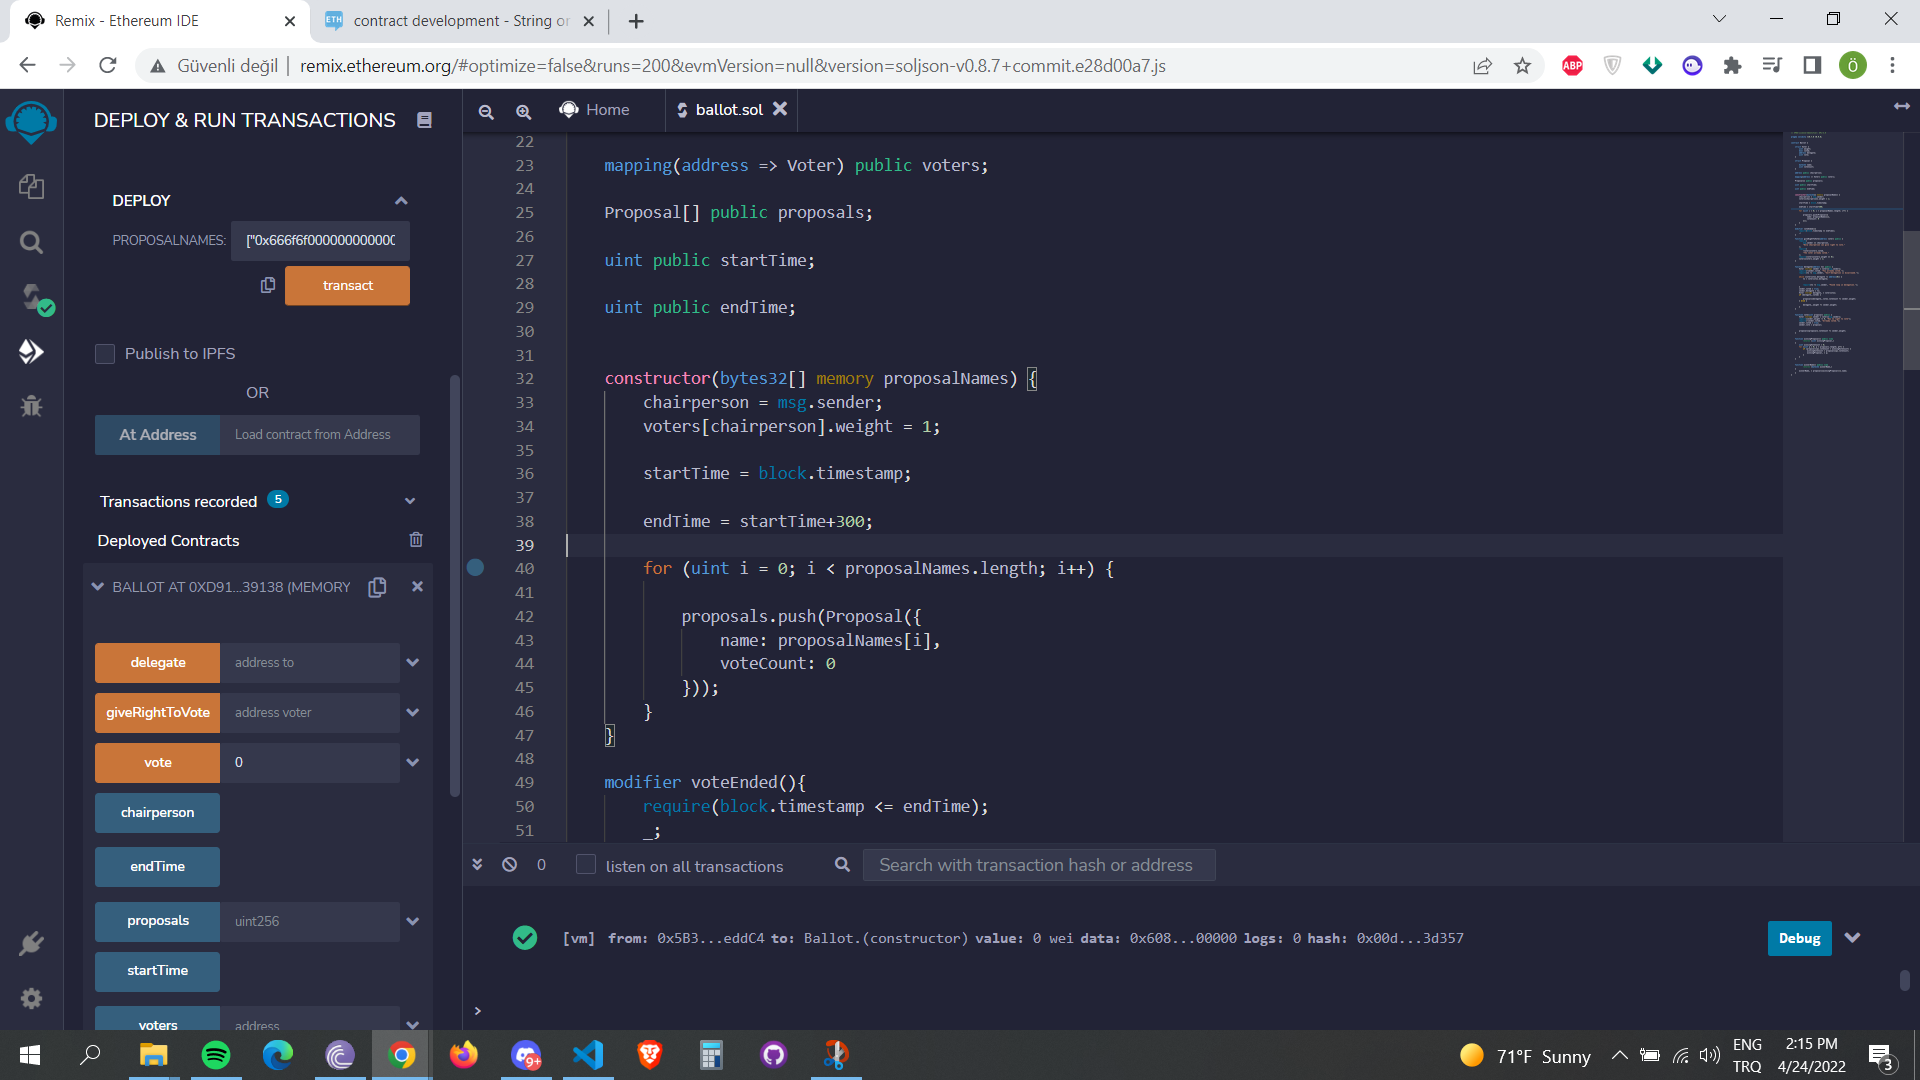 Remix - Ethereum IDE
contract development - String or
Güvenli değil | remix.ethereum.org/#optimize=false&runs=200&evmVersion=null&version=soljson-v0.8.7+commit.e28d00a7.js
ABP
Ö
DEPLOY & RUN TRANSACTIONS
Home
ballot.sol
DEPLOY
PROPOSALNAMES: ["0x666f6f0000000000000
transact
Publish to IPFS
OR
At Address Load contract from Address
Transactions recorded 5
Deployed Contracts
BALLOT AT 0XD91...39138 (MEMORY
delegate address to
giveRightToVote address voter
vote 0
chairperson
endTime
proposals uint256
startTime
voters address
22
23 mapping(address => Voter) public voters;
24
25 Proposal[] public proposals;
26
27 uint public startTime;
28
29 uint public endTime;
30
31
32 constructor(bytes32[] memory proposalNames) {
33 chairperson = msg.sender;
34 voters[chairperson].weight = 1;
35
36 startTime = block.timestamp;
37
38 endTime = startTime+300;
39
40 for (uint i = 0; i < proposalNames.length; i++) {
41
42 proposals.push(Proposal({
43 name: proposalNames[i],
44 voteCount: 0
45 }));
46 }
47 }
48
49 modifier voteEnded(){
50 require(block.timestamp <= endTime);
51 _;
0 listen on all transactions Search with transaction hash or address
[vm] from: 0x5B3...eddC4 to: Ballot.(constructor) value: 0 wei data: 0x608...00000 logs: 0 hash: 0x00d...3d357
Debug
>
9+
71°F Sunny
ENG
TRQ
2:15 PM
4/24/2022
3